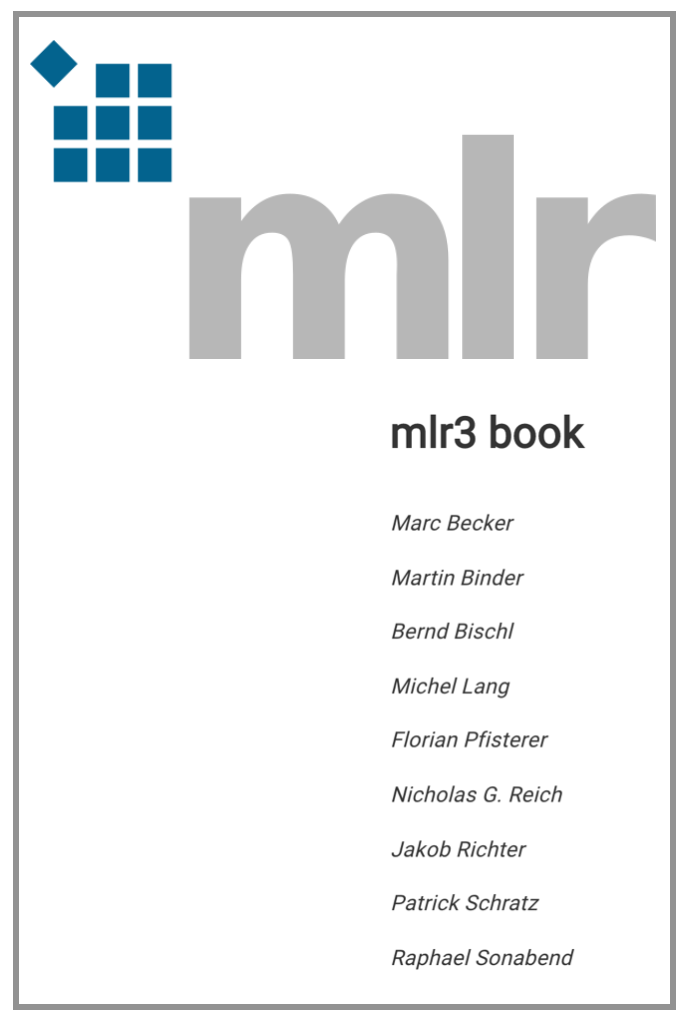 mlr
mlr3 book
Marc Becker
Martin Binder
Bernd Bischl
Michel Lang
Florian Pfisterer
Nicholas G. Reich
Jakob Richter
Patrick Schratz
Raphael Sonabend